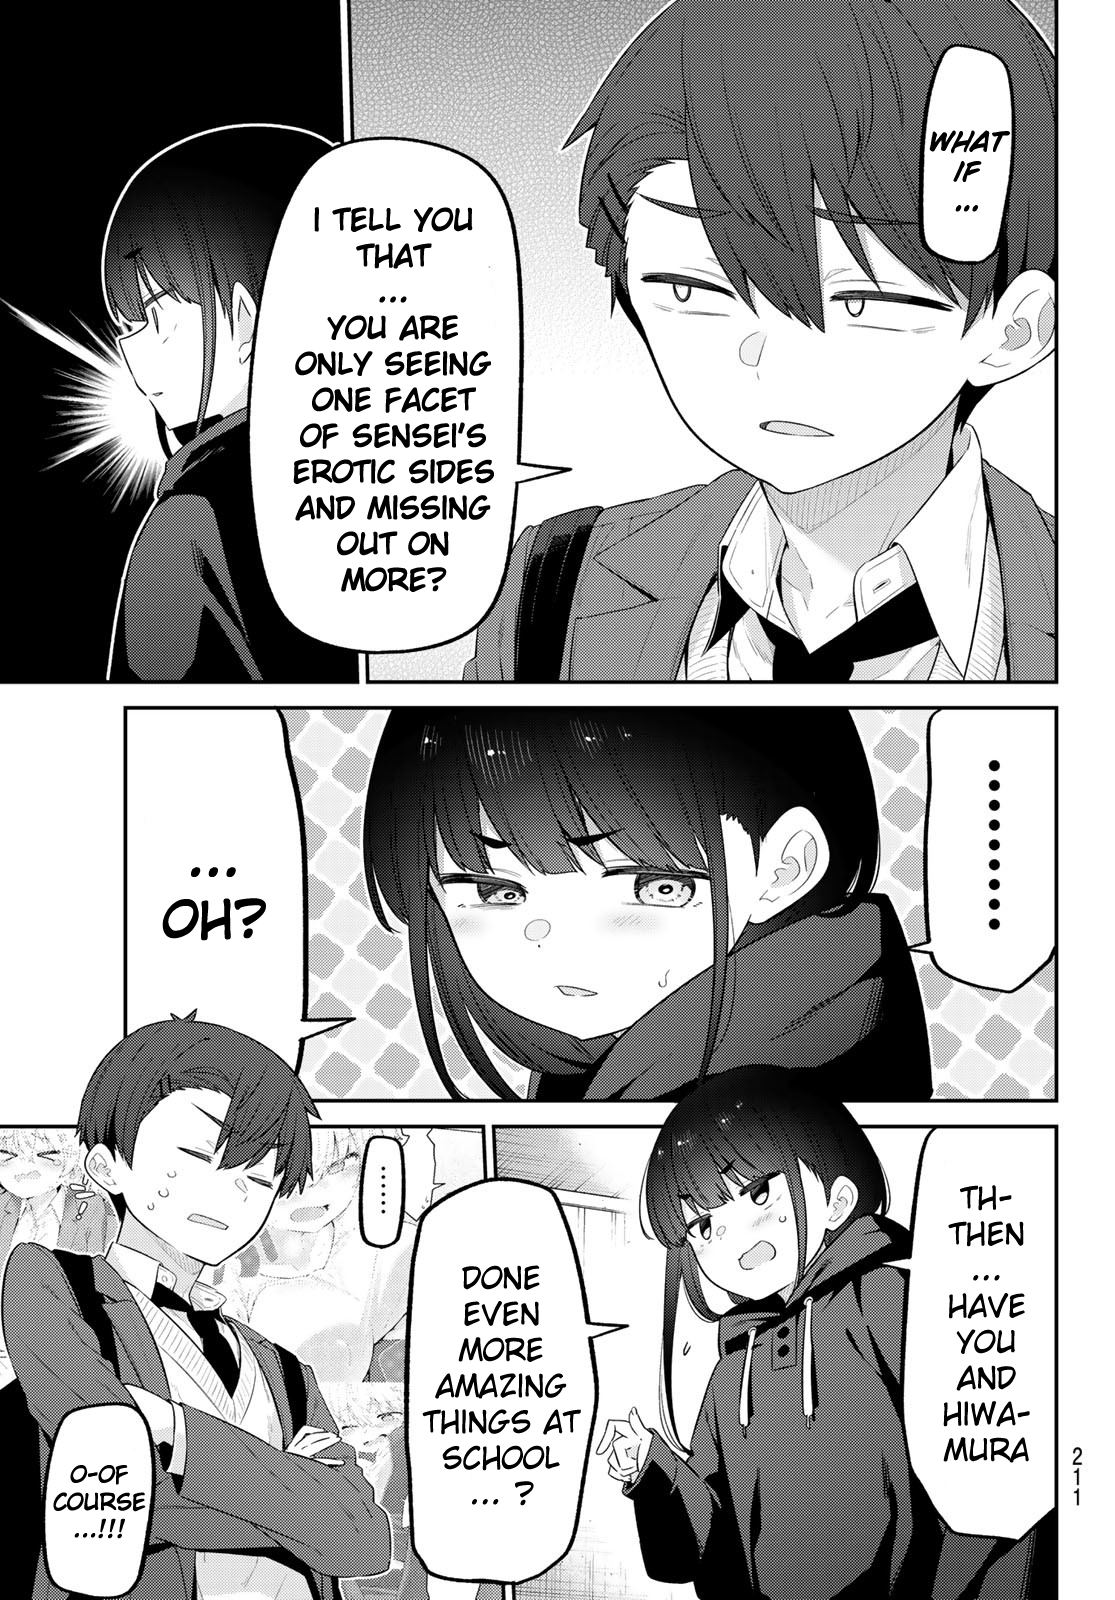 WHAT
IF
...
I TELL YOU
THAT
...
YOU ARE
ONLY SEEING
ONE FACET
OF SENSEI'S
EROTIC SIDES
AND MISSING
OUT ON
MORE?
.........
...
OH?
TH-
THEN
...
HAVE
YOU
AND
HIWA-
MURA
DONE
EVEN
MORE
AMAZING
THINGS AT
SCHOOL
... ?
......
O-OF
COURSE
...!!!
211